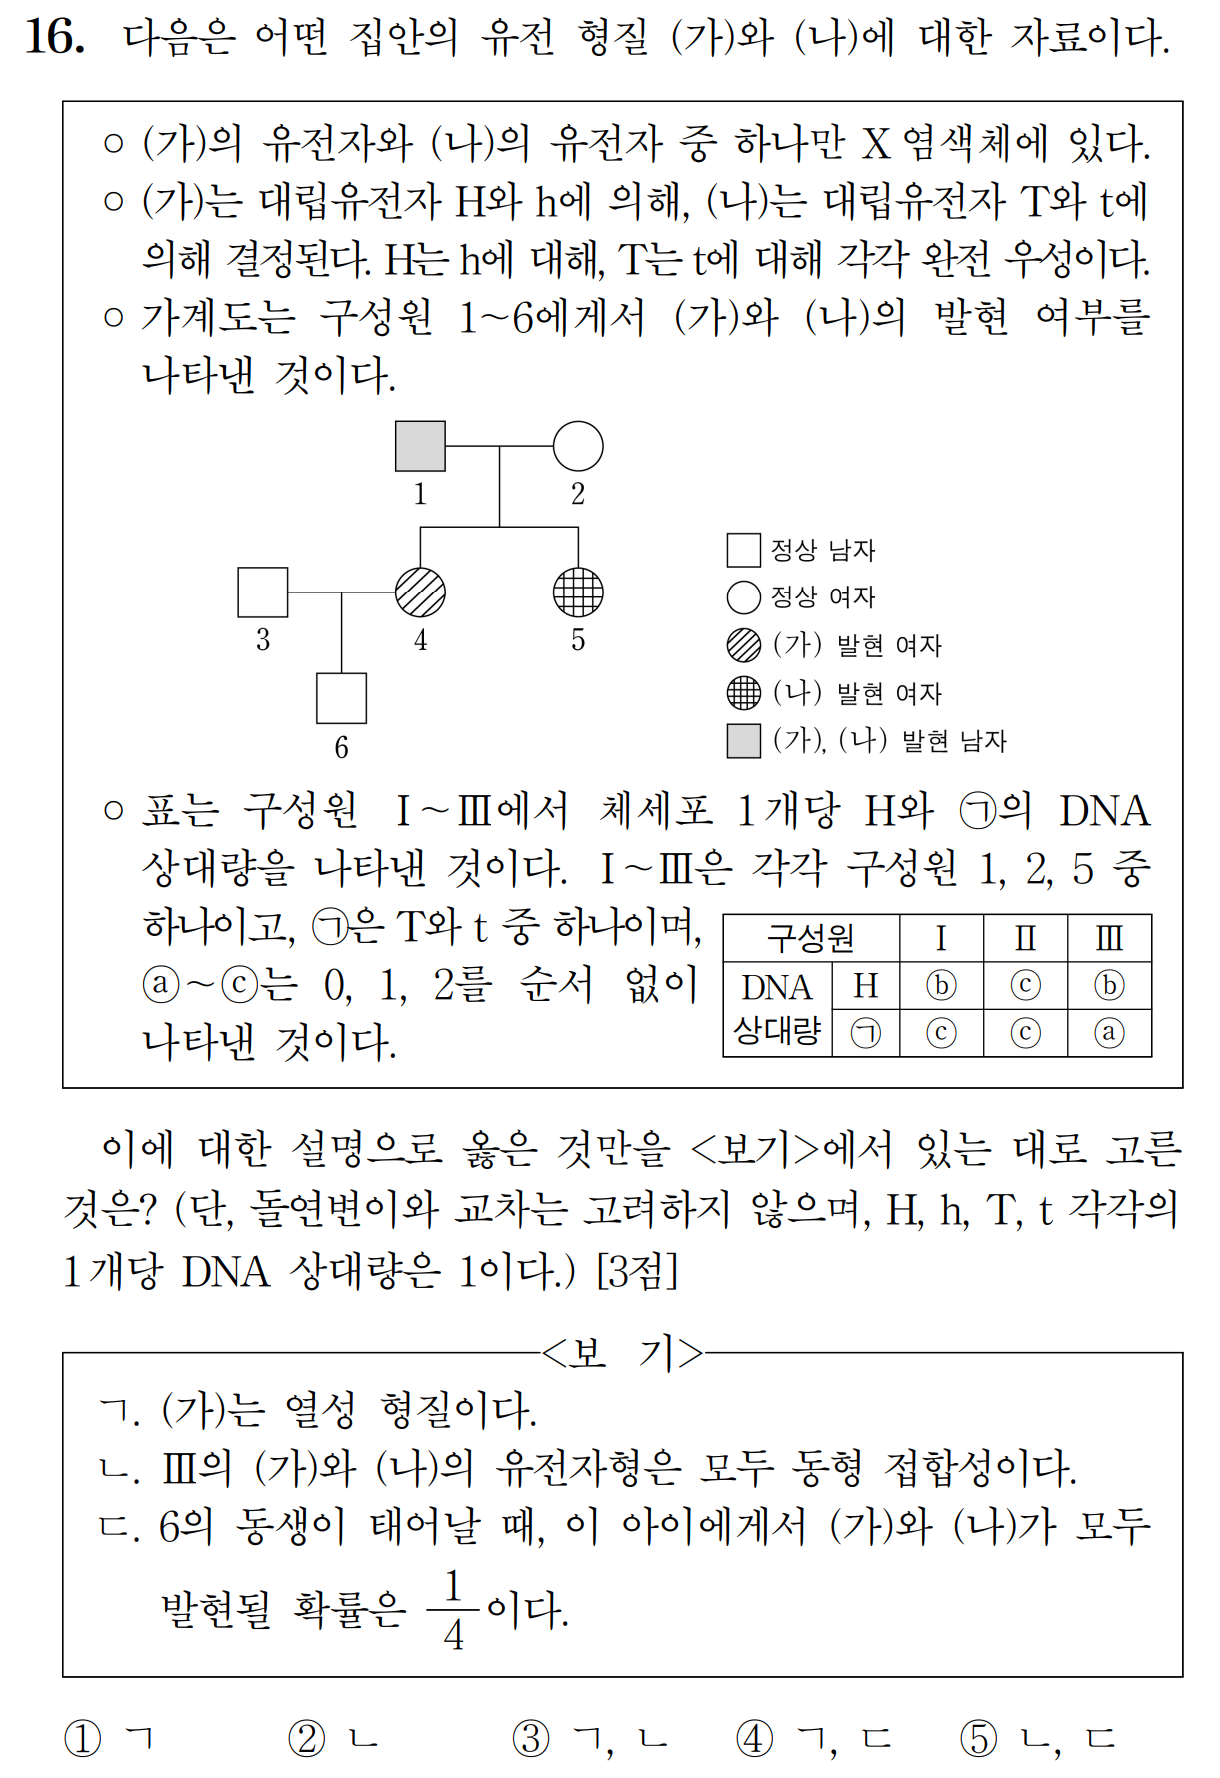 16. 다음은 어떤 집안의 유전 형질 (가)와 (나)에 대한 자료이다.
○ (가)의 유전자와 (나)의 유전자 중 하나만 X 염색체에 있다.
○ (가)는 대립유전자 H와 h에 의해, (나)는 대립유전자 T와 t에
의해 결정된다. H는 h에 대해, T는 t에 대해 각각 완전 우성이다.
○ 가계도는 구성원 1~6에게서 (가)와 (나)의 발현 여부를
나타낸 것이다.
1 2
3 4 5
6
정상 남자
정상 여자
(가) 발현 여자
(나) 발현 여자
(가), (나) 발현 남자
○ 표는 구성원 Ⅰ~Ⅲ에서 체세포 1개당 H와 ㉠의 DNA
상대량을 나타낸 것이다. Ⅰ~Ⅲ은 각각 구성원 1, 2, 5 중
하나이고, ㉠은 T와 t 중 하나이며,
ⓐ~ⓒ는 0, 1, 2를 순서 없이
나타낸 것이다.
구성원 Ⅰ Ⅱ Ⅲ
DNA 상대량 H ⓑ ⓒ ⓑ
㉠ ⓒ ⓒ ⓐ
이에 대한 설명으로 옳은 것만을 <보기>에서 있는 대로 고른
것은? (단, 돌연변이와 교차는 고려하지 않으며, H, h, T, t 각각의
1개당 DNA 상대량은 1이다.) [3점]
<보 기>
ㄱ. (가)는 열성 형질이다.
ㄴ. Ⅲ의 (가)와 (나)의 유전자형은 모두 동형 접합성이다.
ㄷ. 6의 동생이 태어날 때, 이 아이에게서 (가)와 (나)가 모두
발현될 확률은 1/4이다.
① ㄱ ② ㄴ ③ ㄱ, ㄴ ④ ㄱ, ㄷ ⑤ ㄴ, ㄷ